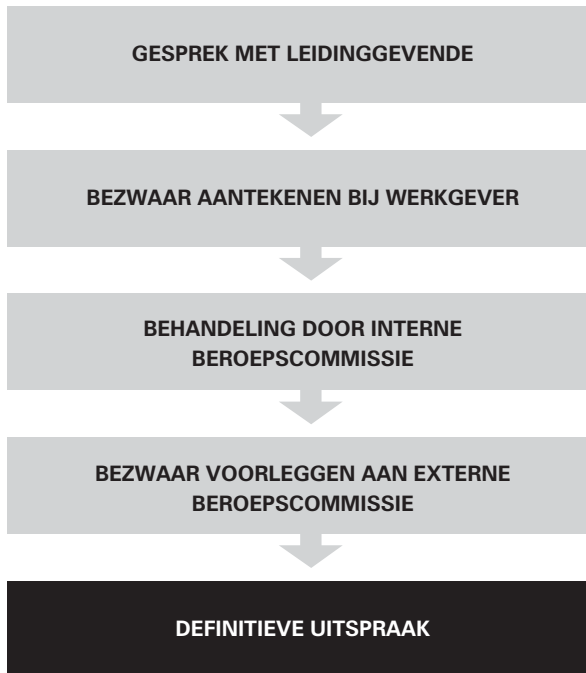 GESPREK MET LEIDINGGEVENDE
BEZWAAR AANTEKENEN BIJ WERKGEVER
BEHANDELING DOOR INTERNE
BEROEPSCOMMISSIE
BEZWAAR VOORLEGGEN AAN EXTERNE
BEROEPSCOMMISSIE
DEFINITIEVE UITSPRAAK